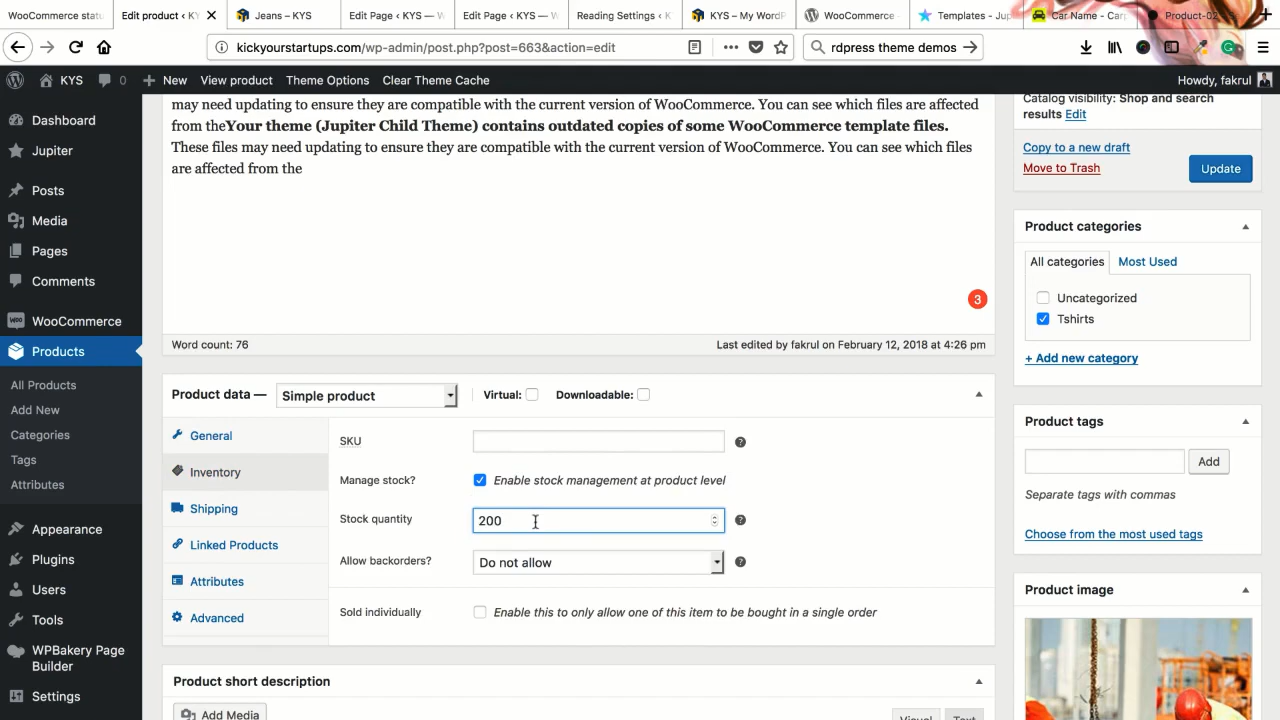 WooCommerce statu
Edit product ‹ KY
Jeans – KYS
Edit Page ‹ KYS —
Edit Page ‹ KYS — W
Reading Settings ‹ K
KYS – My WordP
WooCommerce
Templates - Jup
Car Name - Car
Product-02
kickyourstartups.com/wp-admin/post.php?post=663&action=edit
rdpress theme demos
KYS
0
New
View product
Theme Options
Clear Theme Cache
Howdy, fakrul
Dashboard
Jupiter
Posts
Media
Pages
Comments
WooCommerce
Products
All Products
Add New
Categories
Tags
Attributes
Appearance
Plugins
Users
Tools
WPBakery Page
Builder
Settings
may need updating to ensure they are compatible with the current version of WooCommerce. You can see which files are affected
from theYour theme (Jupiter Child Theme) contains outdated copies of some WooCommerce template files.
These files may need updating to ensure they are compatible with the current version of WooCommerce. You can see which files
are affected from the
3
Word count: 76
Last edited by fakrul on February 12, 2018 at 4:26 pm
Product data —
Simple product
Virtual:
Downloadable:
General
Inventory
Shipping
Linked Products
Attributes
Advanced
SKU
Manage stock?
Enable stock management at product level
Stock quantity
200
Allow backorders?
Do not allow
Sold individually
Enable this to only allow one of this item to be bought in a single order
Product short description
Add Media
Visual
Text
Catalog visibility: Shop and search
results Edit
Copy to a new draft
Move to Trash
Update
Product categories
All categories
Most Used
Uncategorized
Tshirts
+ Add new category
Product tags
Add
Separate tags with commas
Choose from the most used tags
Product image